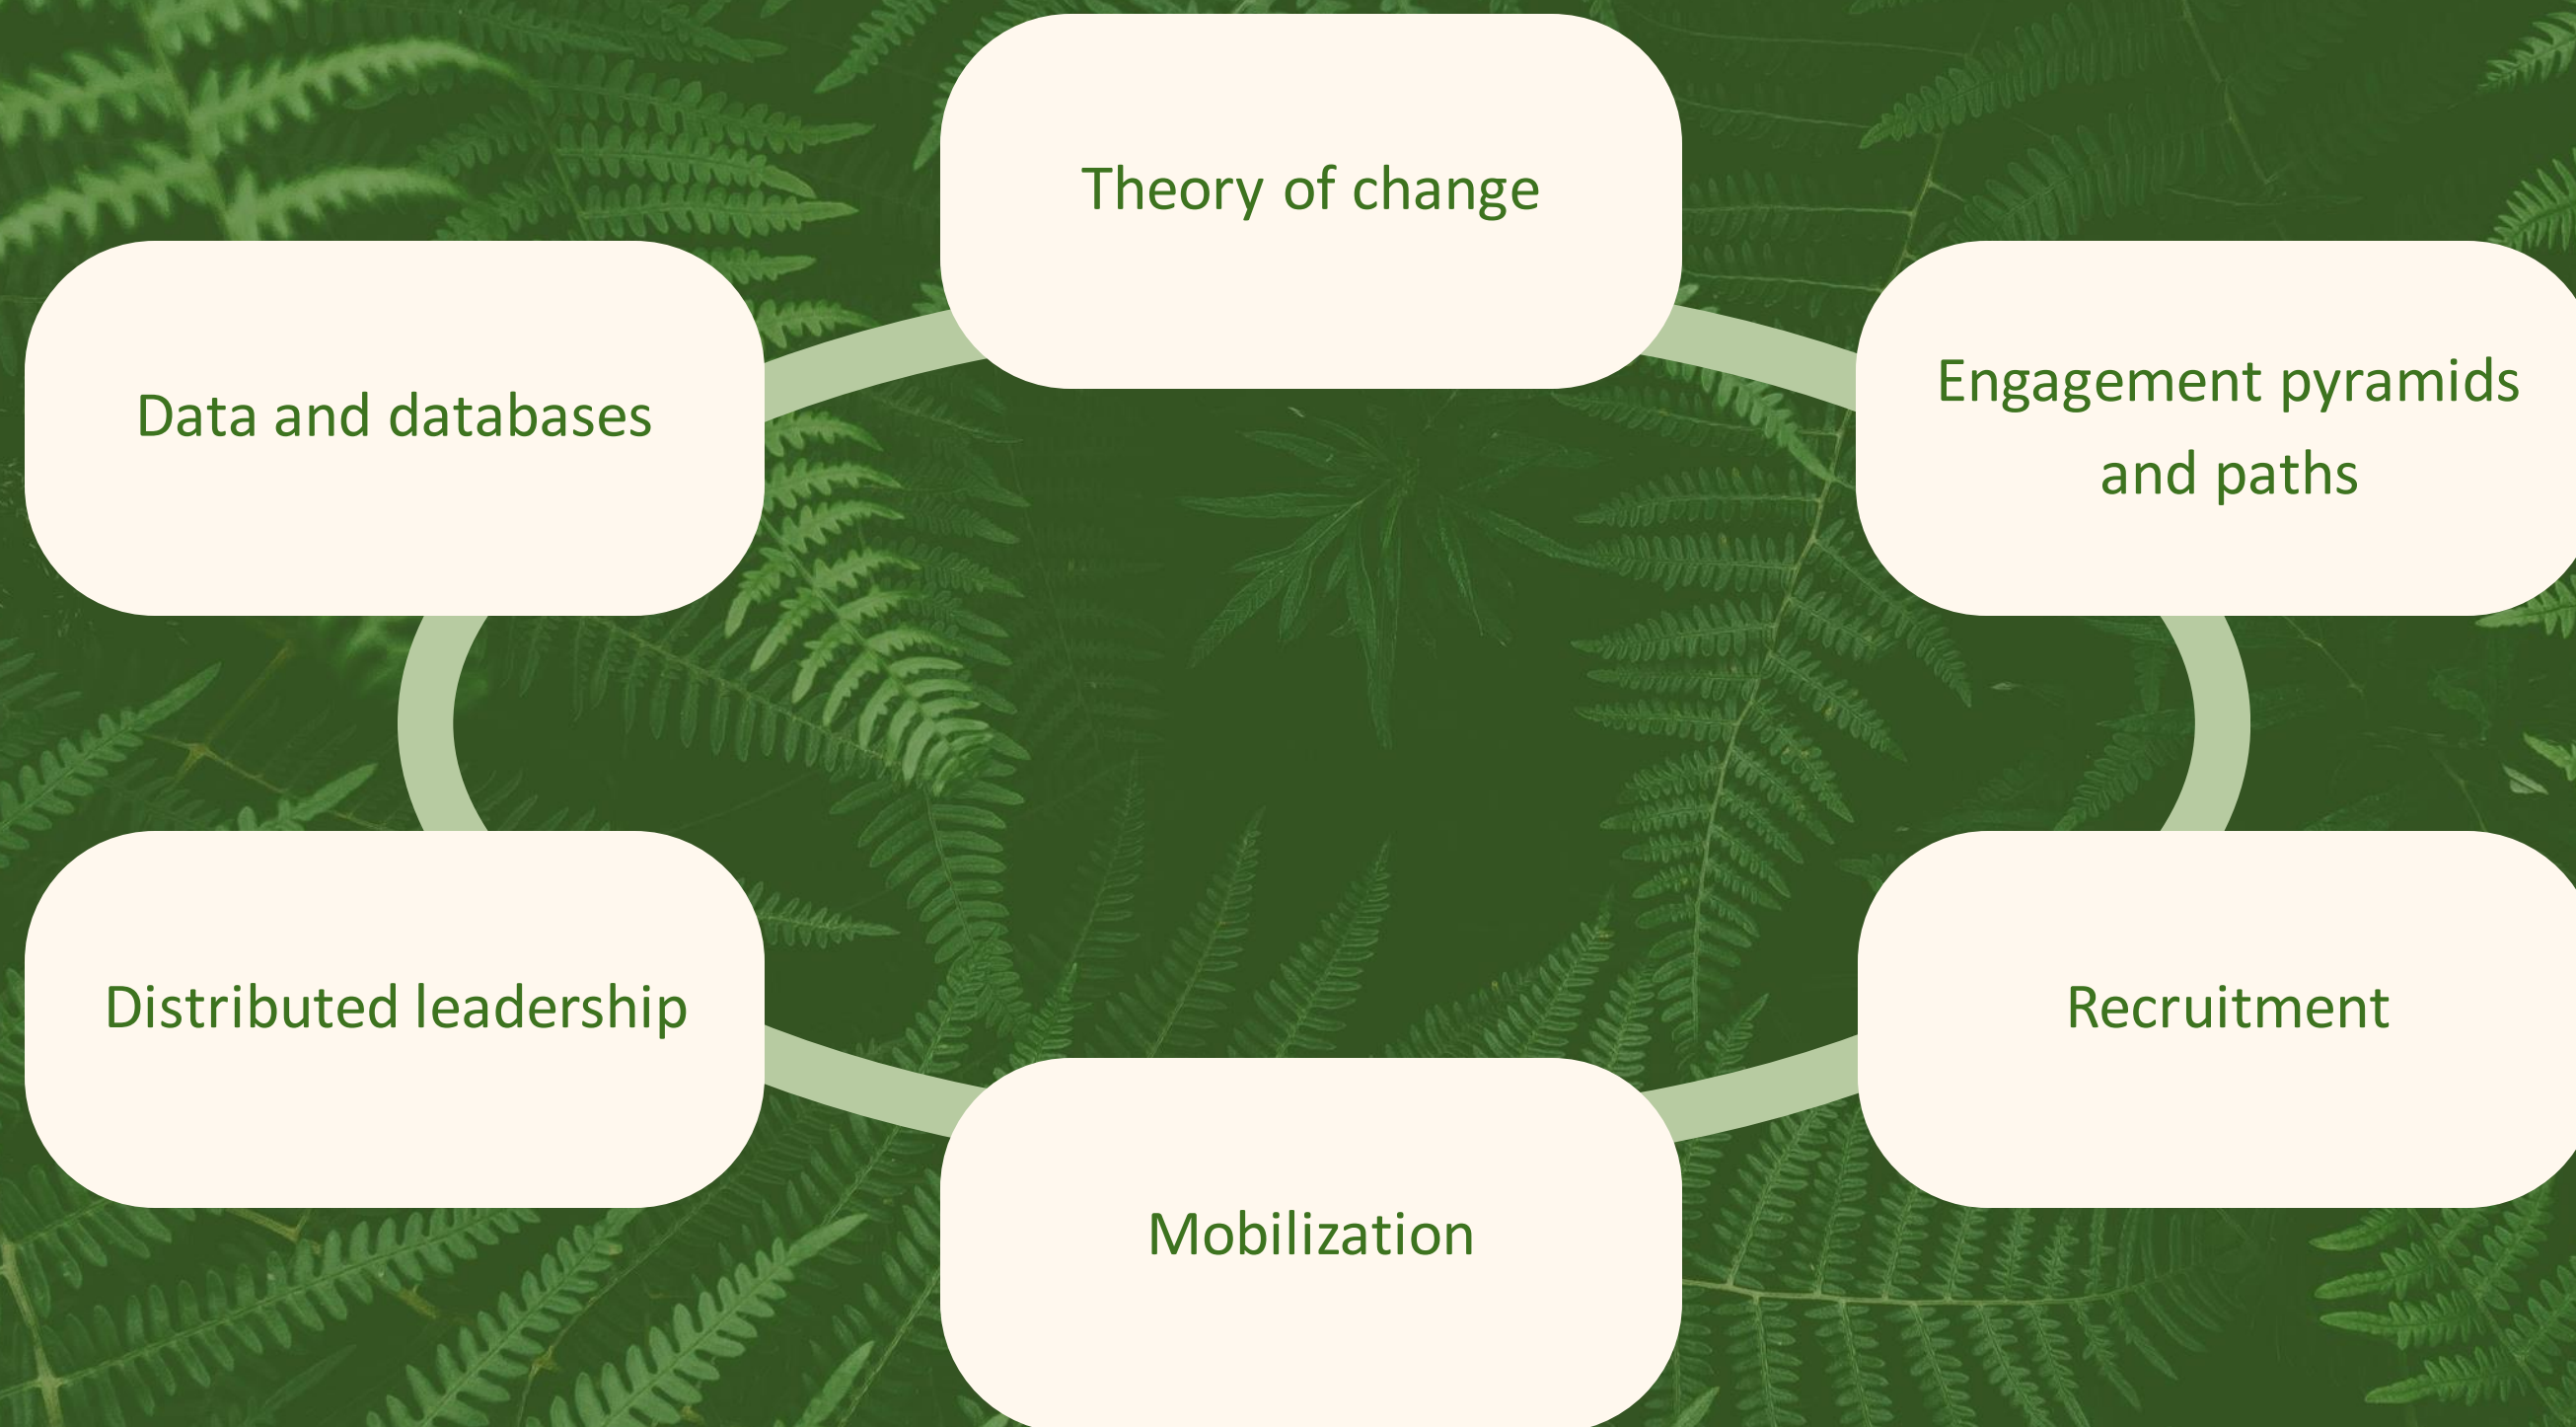 Theory of change
Engagement pyramids
and paths
Recruitment
Mobilization
Distributed leadership
Data and databases